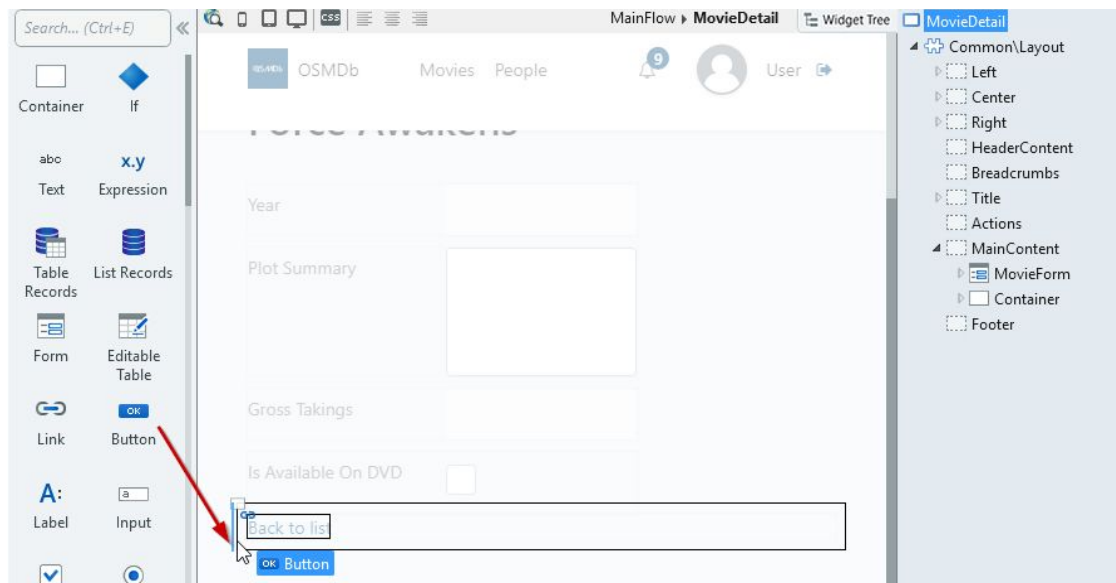 Search... (Ctrl+E)
Container
If
abc
Text
x.y
Expression
Table
Records
List Records
Form
Editable
Table
Link
OK
Button
A:
Label
a
Input
css
MainFlow MovieDetail
Widget Tree
OSMDb
OSMDb
Movies People
9
User
Force Awakens
Year
Plot Summary
Gross Takings
Is Available On DVD
Back to list
OK Button
MovieDetail
Common\Layout
Left
Center
Right
HeaderContent
Breadcrumbs
Title
Actions
MainContent
MovieForm
Container
Footer